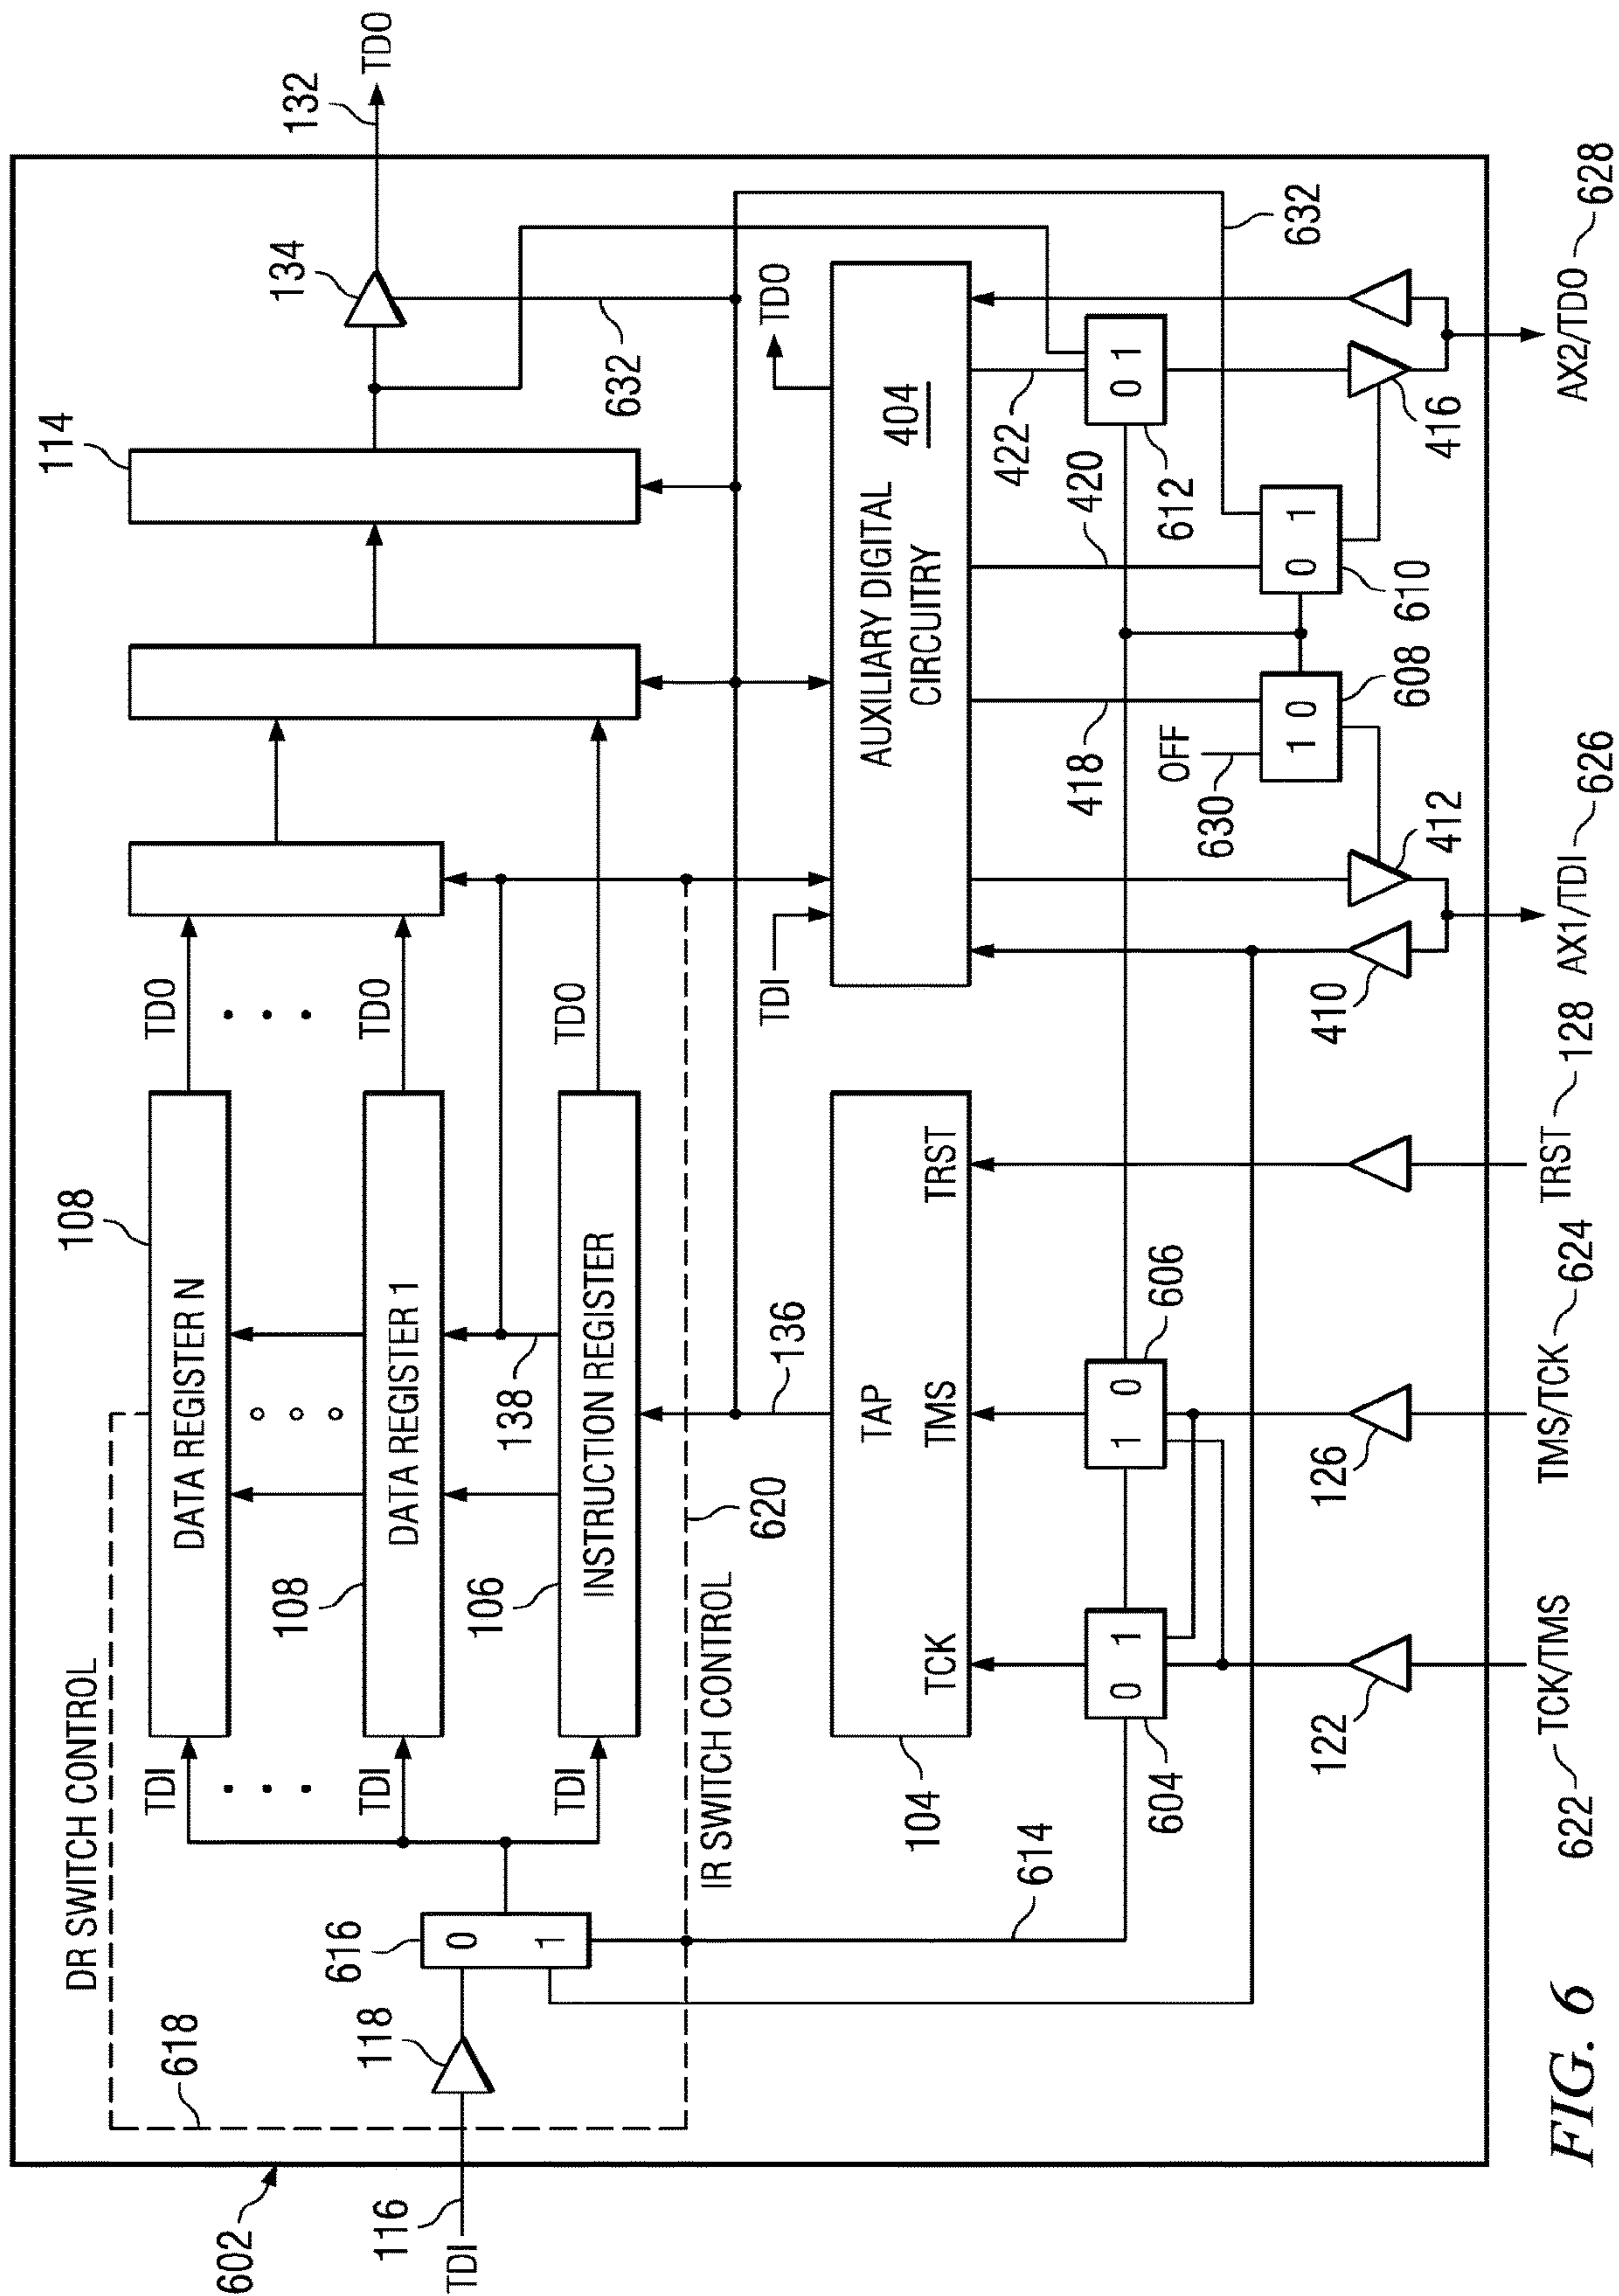 602
116
TDI
118
618
DR SWITCH CONTROL
616
0
1
TDI
. . .
TDI
TDI
DATA REGISTER N
108
DATA REGISTER 1
108
INSTRUCTION REGISTER
106
138
TDO
. . .
TDO
TDO
114
134
132
TDO
632
IR SWITCH CONTROL
620
136
614
104
TCK
TAP
TMS
TRST
TDI
AUXILIARY DIGITAL
CIRCUITRY
404
TDO
604
0 1
606
1 0
418
420
422
612
0 1
OFF
630
1 0
608
0 1
610
632
122
126
410
412
416
622
TCK/TMS
TMS/TCK
624
TRST
128
AX1/TDI
626
AX2/TDO
628
FIG. 6